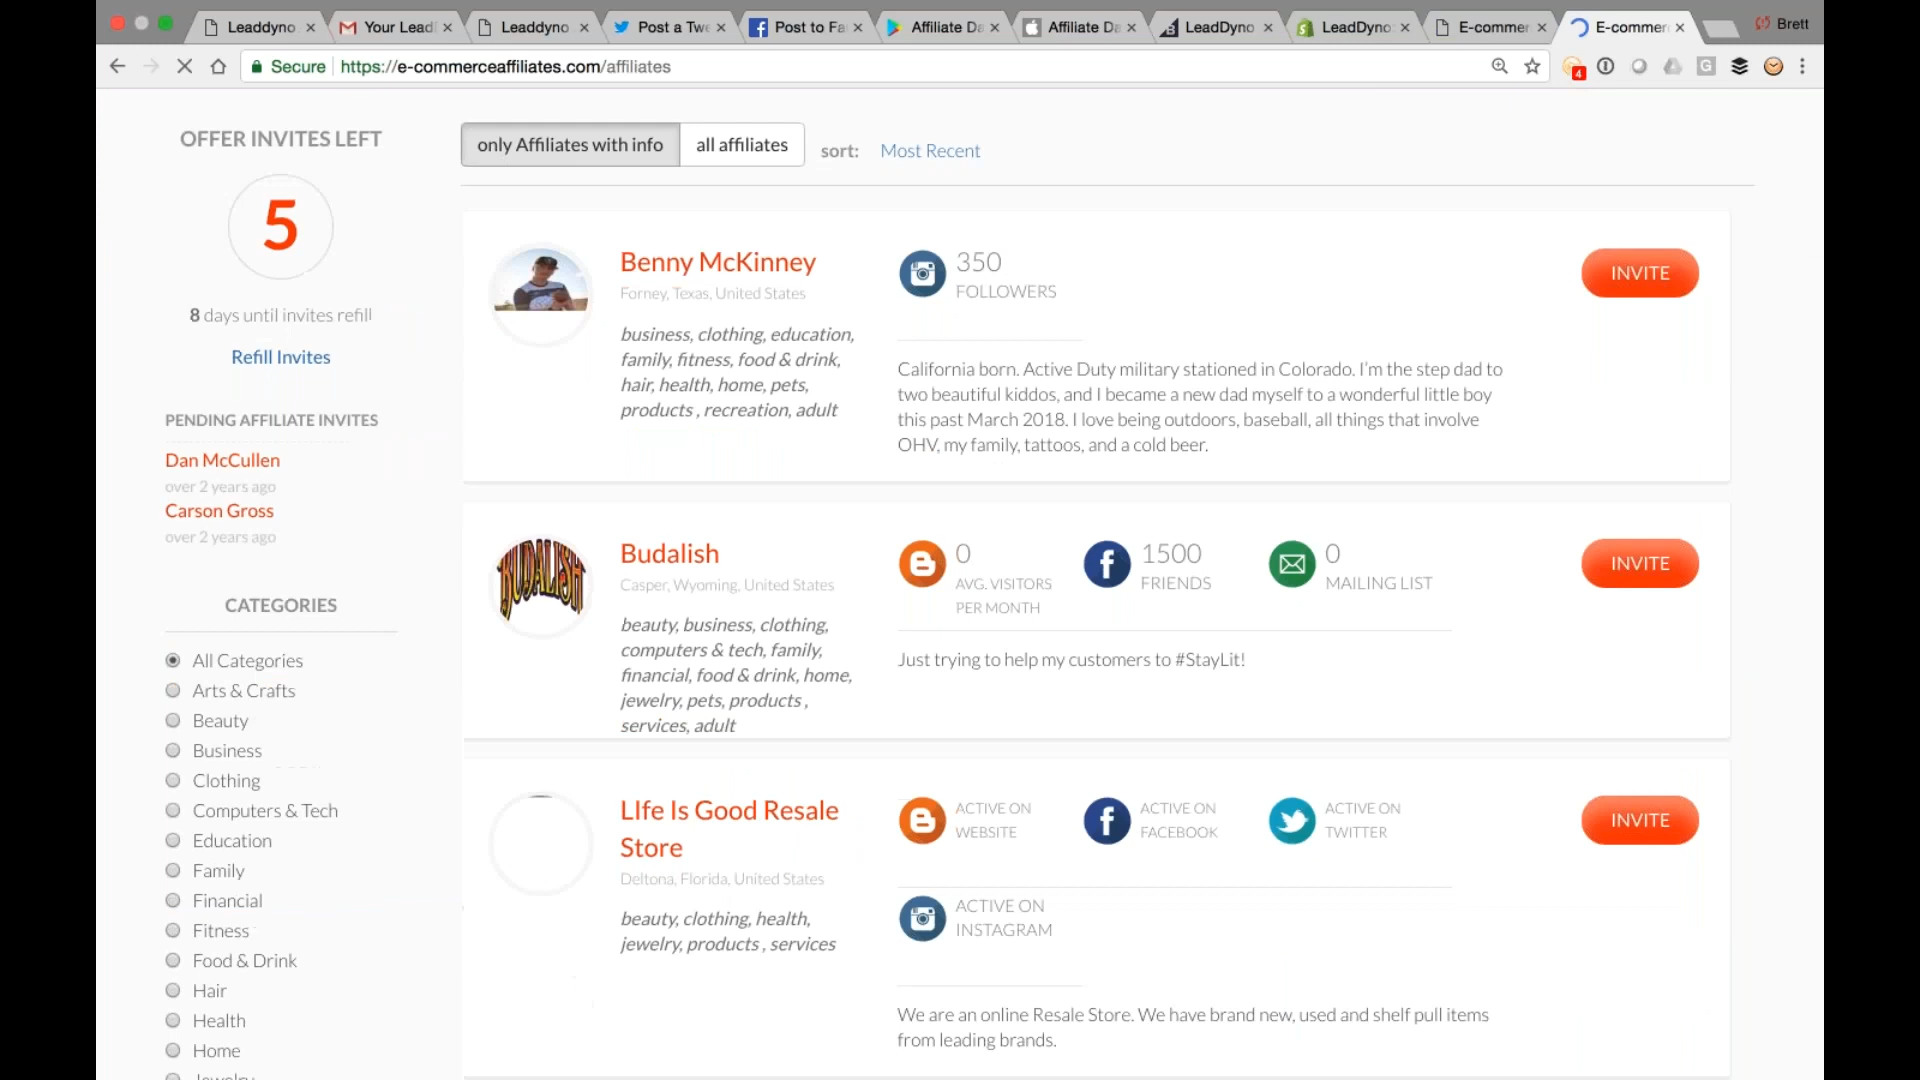 Leaddyno
Your Lead
Leaddyno
Post a Twe
Post to Fa
Affiliate Da
Affiliate Da
LeadDyno
LeadDyno:
E-commer
E-commer
Brett
Secure
https://e-commerceaffiliates.com/affiliates
4
G
OFFER INVITES LEFT
5
8 days until invites refill
Refill Invites
PENDING AFFILIATE INVITES
Dan McCullen
over 2 years ago
Carson Gross
over 2 years ago
CATEGORIES
All Categories
Arts & Crafts
Beauty
Business
Clothing
Computers & Tech
Education
Family
Financial
Fitness
Food & Drink
Hair
Health
Home
Jewelry
only Affiliates with info
all affiliates
sort:
Most Recent
Benny McKinney
Forney, Texas, United States
business, clothing, education,
family, fitness, food & drink,
hair, health, home, pets,
products , recreation, adult
350
FOLLOWERS
California born. Active Duty military stationed in Colorado. I'm the step dad to
two beautiful kiddos, and I became a new dad myself to a wonderful little boy
this past March 2018. I love being outdoors, baseball, all things that involve
OHV, my family, tattoos, and a cold beer.
INVITE
BUDALISH
Budalish
Casper, Wyoming, United States
beauty, business, clothing,
computers & tech, family,
financial, food & drink, home,
jewelry, pets, products ,
services, adult
0
AVG. VISITORS
PER MONTH
1500
FRIENDS
0
MAILING LIST
Just trying to help my customers to #StayLit!
INVITE
LIfe Is Good Resale
Store
Deltona, Florida, United States
beauty, clothing, health,
jewelry, products , services
ACTIVE ON
WEBSITE
ACTIVE ON
FACEBOOK
ACTIVE ON
TWITTER
ACTIVE ON
INSTAGRAM
We are an online Resale Store. We have brand new, used and shelf pull items
from leading brands.
INVITE